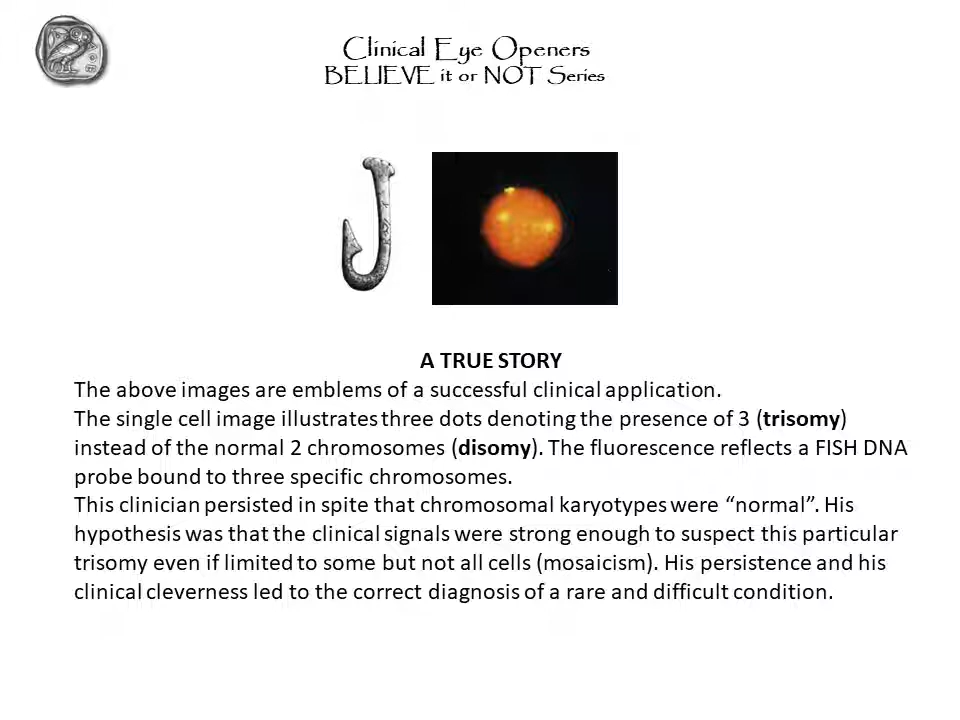 Clinical Eye Openers
BELIEVE it or NOT Series
A TRUE STORY
The above images are emblems of a successful clinical application.
The single cell image illustrates three dots denoting the presence of 3 (trisomy)
instead of the normal 2 chromosomes (disomy). The fluorescence reflects a FISH DNA
probe bound to three specific chromosomes.
This clinician persisted in spite that chromosomal karyotypes were “normal”. His
hypothesis was that the clinical signals were strong enough to suspect this particular
trisomy even if limited to some but not all cells (mosaicism). His persistence and his
clinical cleverness led to the correct diagnosis of a rare and difficult condition.